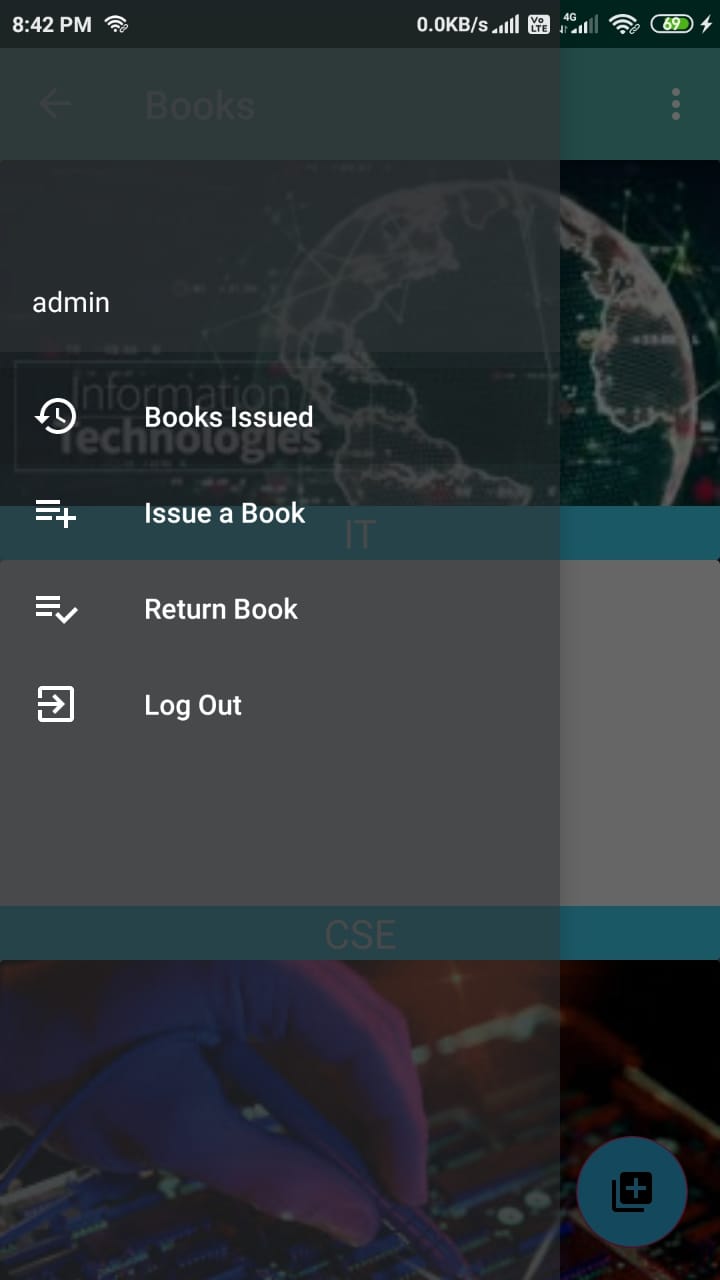 8:42 PM 0.0KB/s Vo LTE 4G 69
Books
admin
Information
Technologies
Books Issued
Issue a Book
IT
Return Book
Log Out
CSE